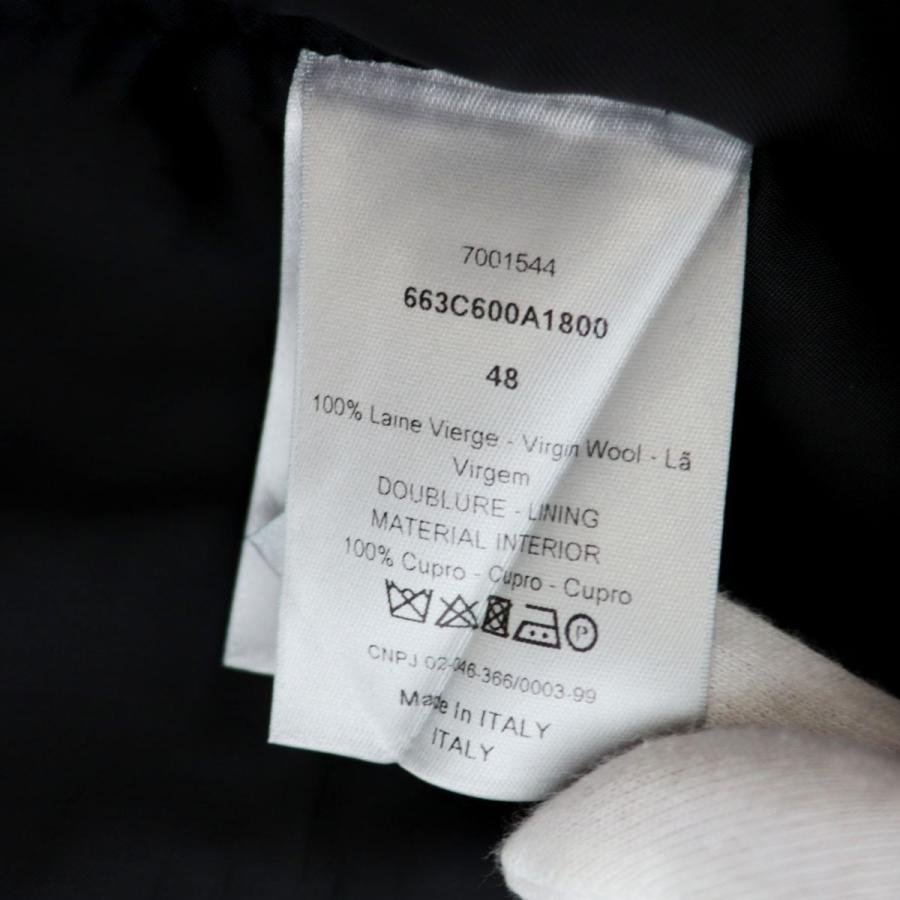 7001544
663C600A1800
48
100% Laine Vierge - Virgin Wool - Lã
Virgem
DOUBLURE - LINING
MATERIAL INTERIOR
100% Cupro - Cupro - Cupro
P
CNPJ 02-046-366/0003-99
Made In ITALY
ITALY